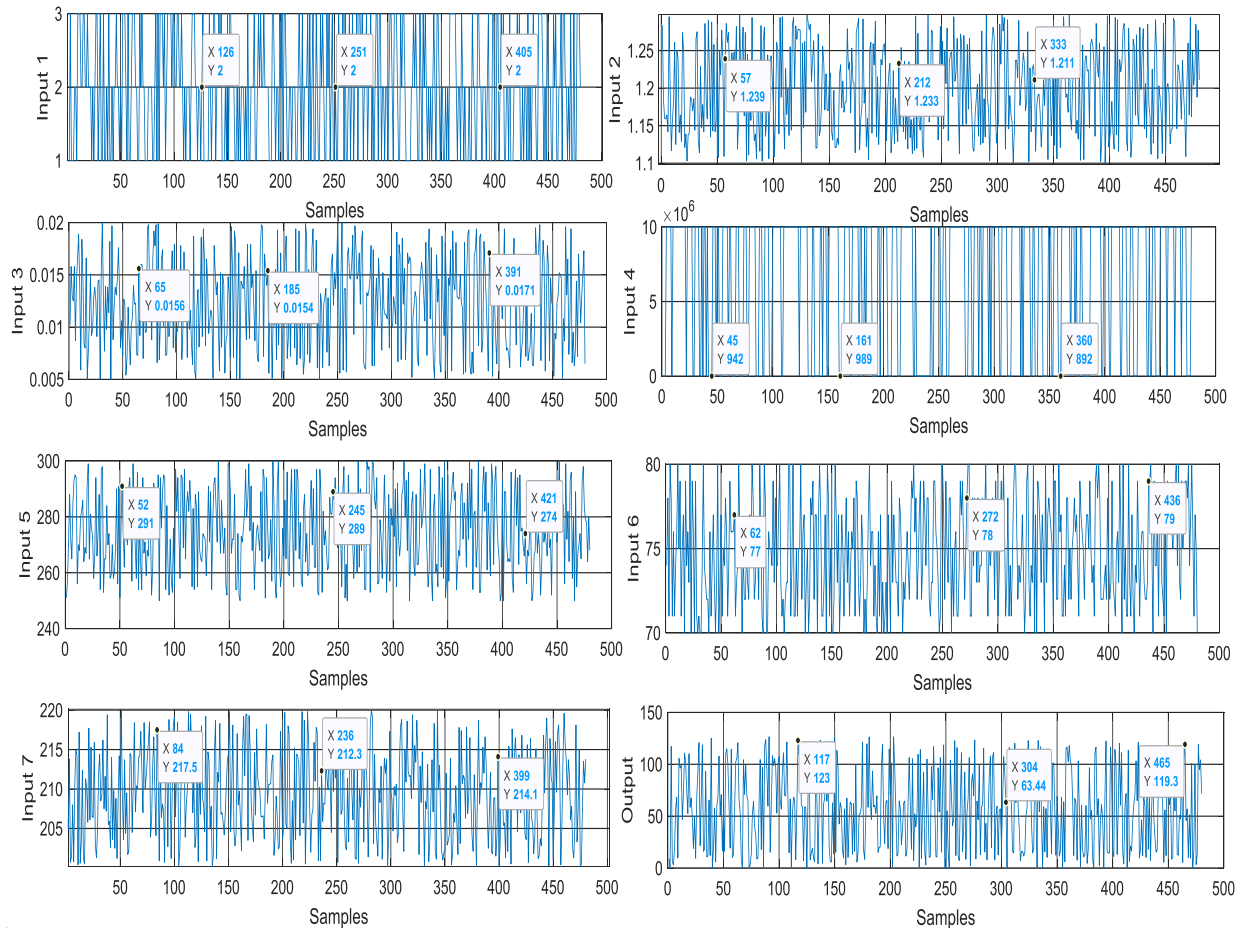 Input 1
3
2
1
X 126
Y 2
X 251
Y 2
X 405
Y 2
50 100 150 200 250 300 350 400 450 500
Samples
Input 2
1.25
1.2
1.15
1.1
X 57
Y 1.239
X 212
Y 1.233
X 333
Y 1.211
0 50 100 150 200 250 300 350 400 450
Samples
Input 3
0.02
0.015
0.01
0.005
X 65
Y 0.0156
X 185
Y 0.0154
X 391
Y 0.0171
0 50 100 150 200 250 300 350 400 450 500
Samples
Input 4
×10⁶
10
5
0
X 45
Y 942
X 161
Y 989
X 360
Y 892
0 50 100 150 200 250 300 350 400 450 500
Samples
Input 5
300
280
260
240
X 52
Y 291
X 245
Y 289
X 421
Y 274
0 50 100 150 200 250 300 350 400 450 500
Samples
Input 6
80
75
70
X 62
Y 77
X 272
Y 78
X 436
Y 79
0 50 100 150 200 250 300 350 400 450 500
Samples
Input 7
220
215
210
205
X 84
Y 217.5
X 236
Y 212.3
X 399
Y 214.1
50 100 150 200 250 300 350 400 450 500
Samples
Output
150
100
50
0
X 117
Y 123
X 304
Y 63.44
X 465
Y 119.3
0 50 100 150 200 250 300 350 400 450 500
Samples